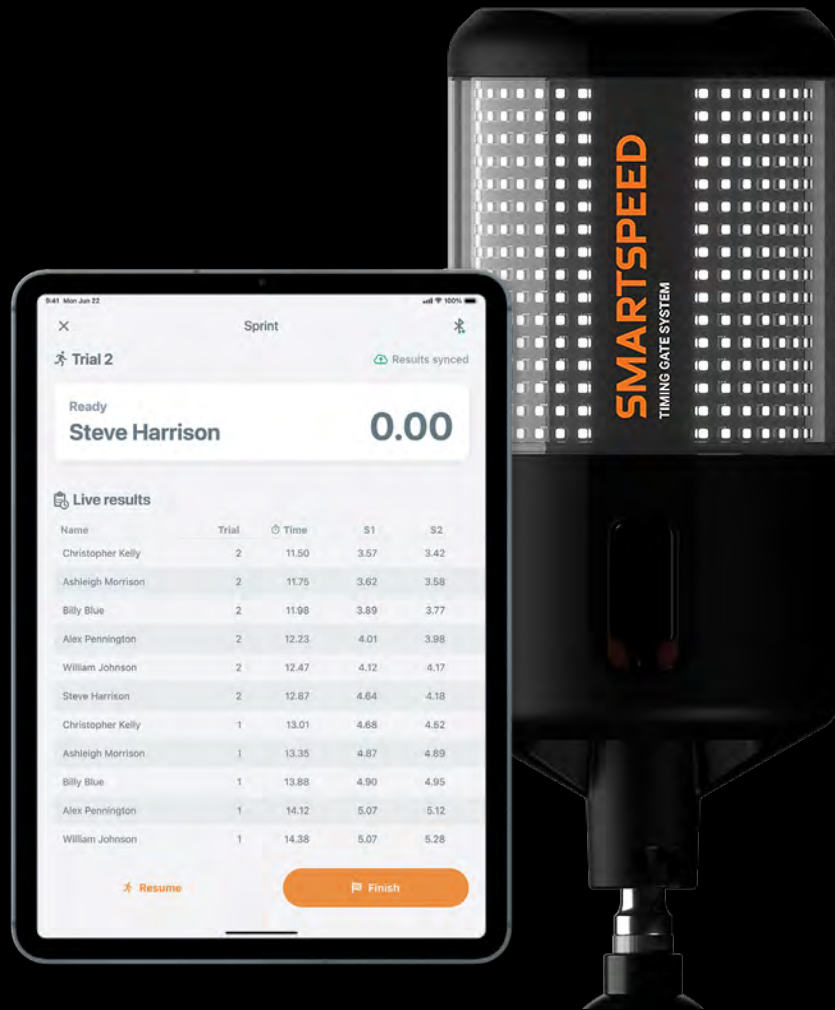 9:41 Mon Jun 22 100%
Sprint
Trial 2 Results synced
Ready
Steve Harrison 0.00
Live results
Name Trial Time S1 S2
Christopher Kelly 2 11.50 3.57 3.42
Ashleigh Morrison 2 11.75 3.62 3.58
Billy Blue 2 11.98 3.89 3.77
Alex Pennington 2 12.23 4.01 3.98
William Johnson 2 12.47 4.12 4.17
Steve Harrison 2 12.87 4.64 4.18
Christopher Kelly 1 13.01 4.68 4.52
Ashleigh Morrison 1 13.35 4.87 4.89
Billy Blue 1 13.88 4.90 4.95
Alex Pennington 1 14.12 5.07 5.12
William Johnson 1 14.38 5.07 5.28
Resume Finish
SMARTSPEED
TIMING GATE SYSTEM